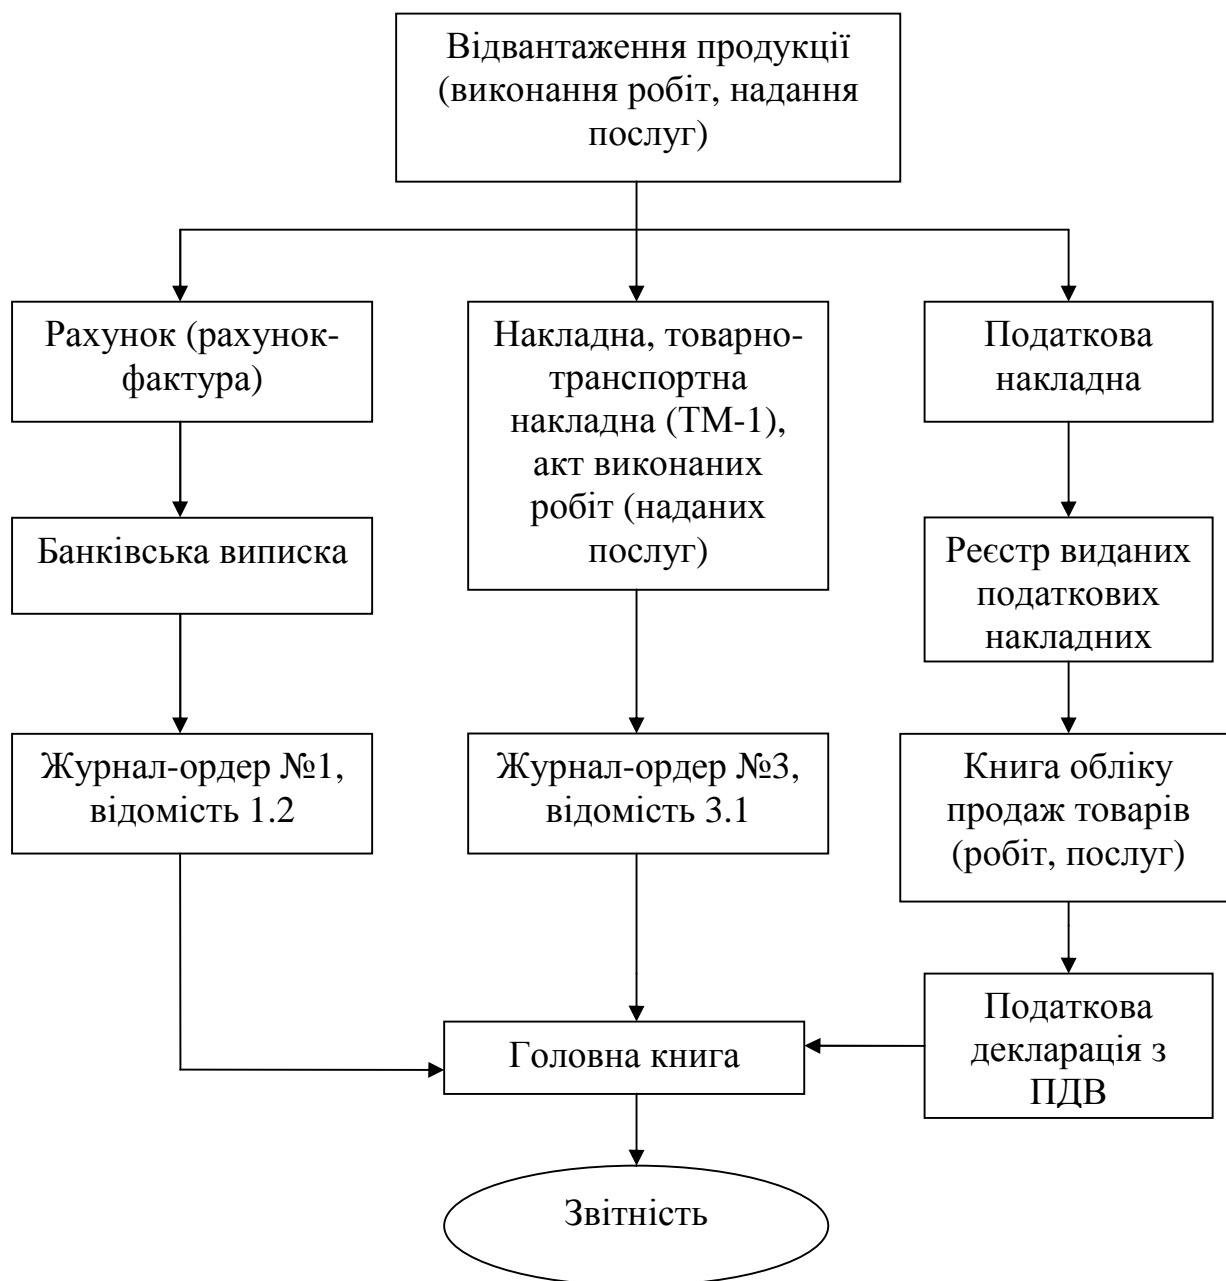 Відвантаження продукції
(виконання робіт, надання
послуг)
Рахунок (рахунок-
фактура)
Накладна, товарно-
транспортна
накладна (ТМ-1),
акт виконаних
робіт (наданих
послуг)
Податкова
накладна
Банківська виписка
Реєстр виданих
податкових
накладних
Журнал-ордер №1,
відомість 1.2
Журнал-ордер №3,
відомість 3.1
Книга обліку
продаж товарів
(робіт, послуг)
Головна книга
Податкова
декларація з
ПДВ
Звітність